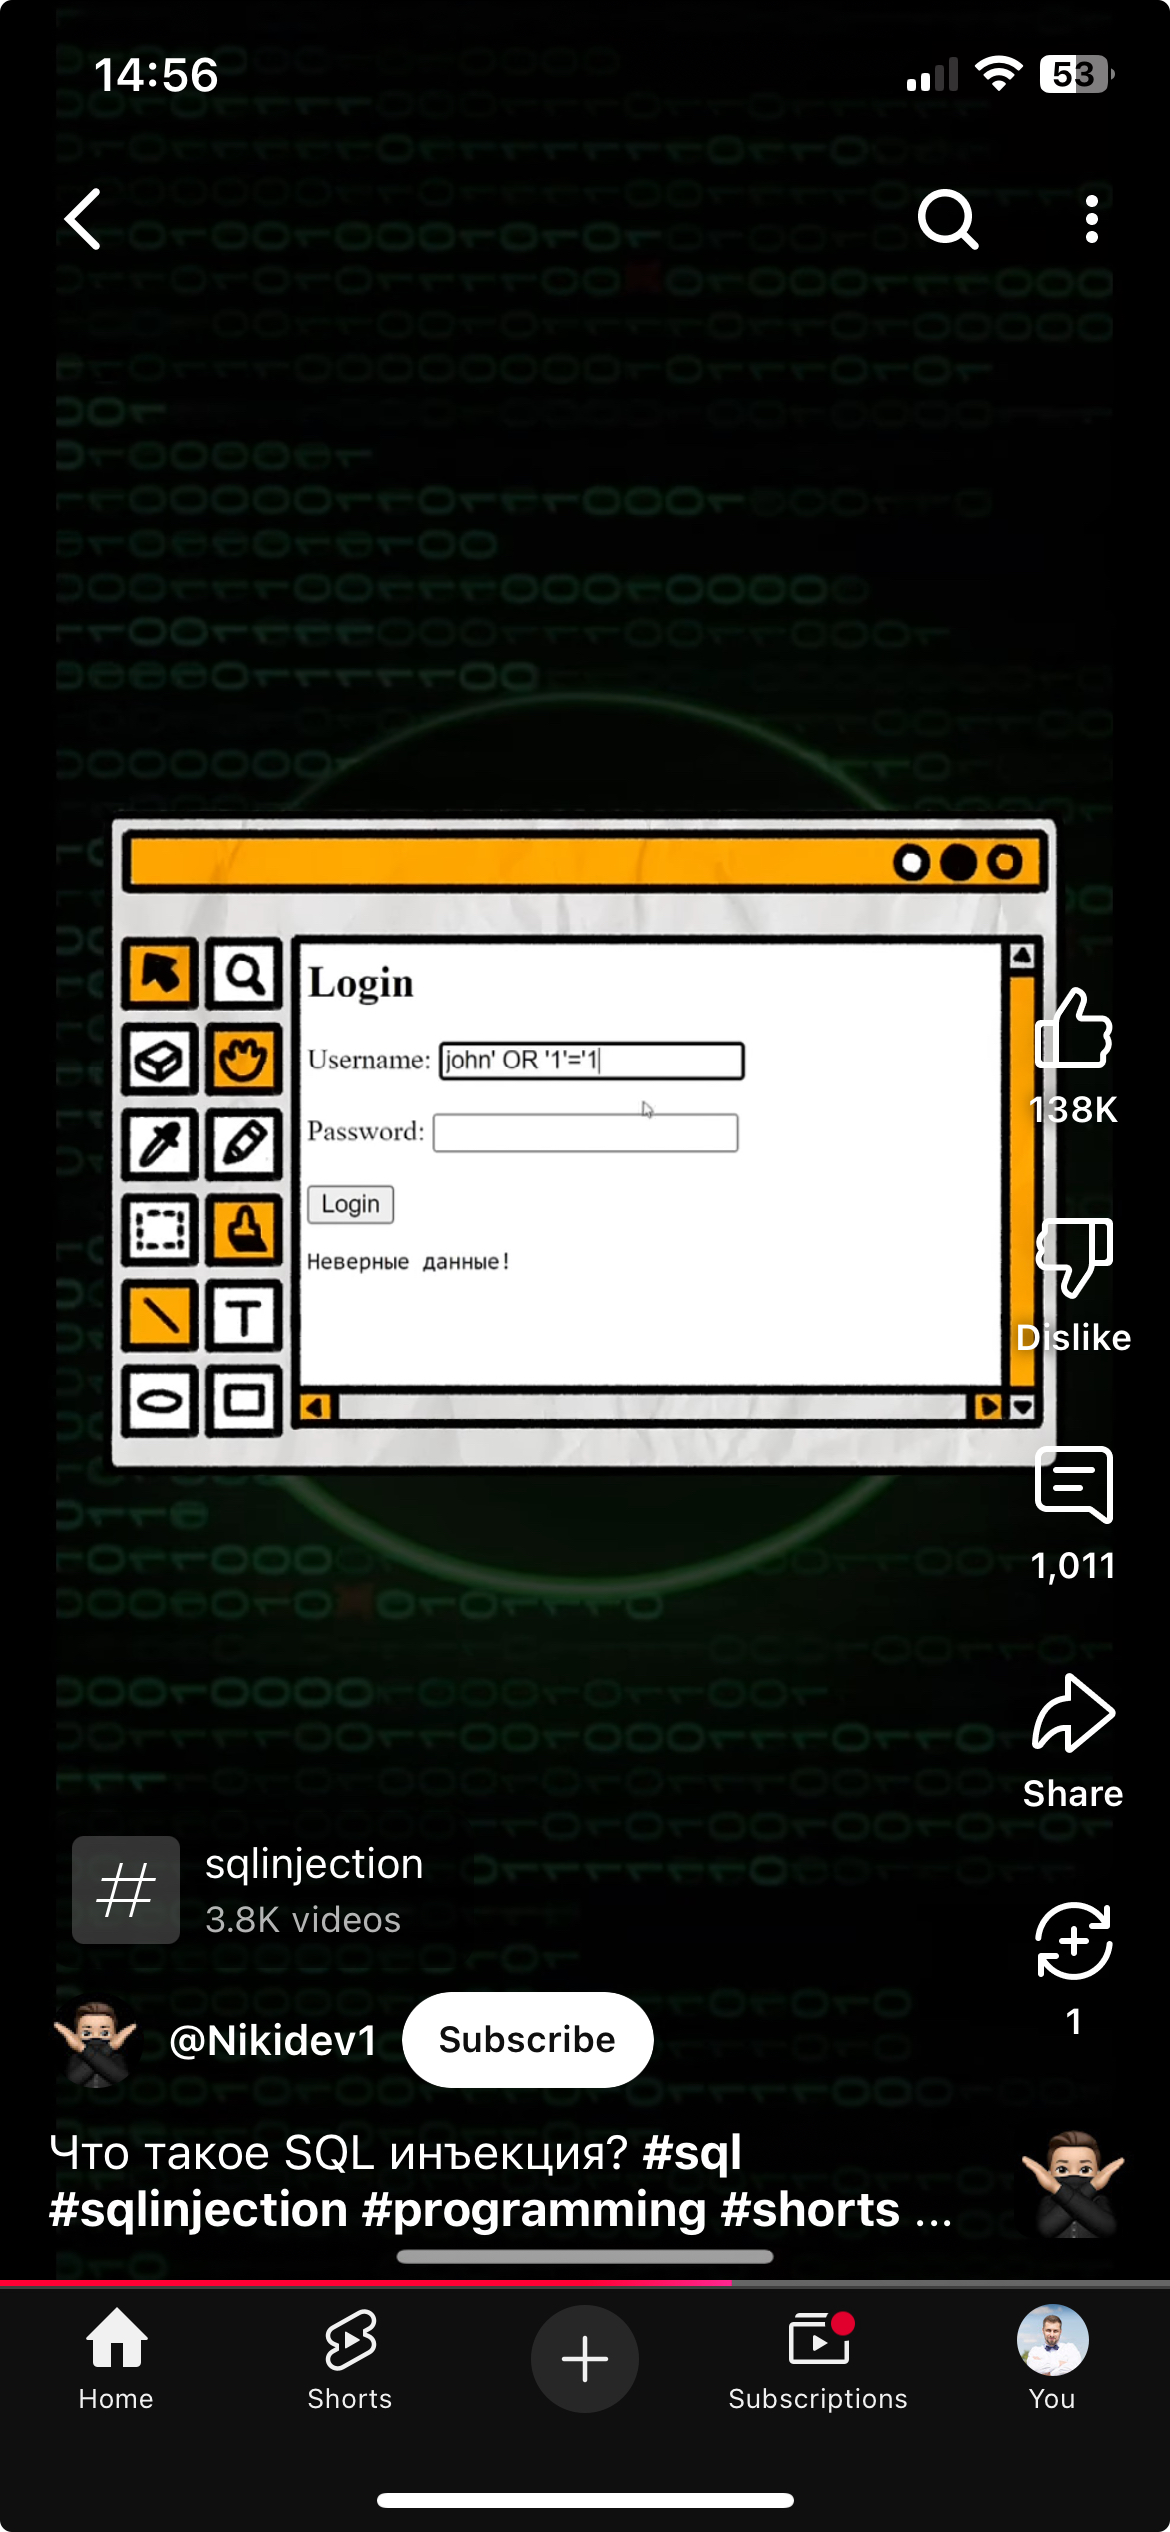 14:56
53
Login
Username: john' OR '1'='1
Password:
Login
Неверные данные!
138K
Dislike
1,011
Share
1
# sqlinjection
3.8K videos
@Nikidev1
Subscribe
Что такое SQL инъекция? #sql
#sqlinjection #programming #shorts ...
Home
Shorts
Subscriptions
You